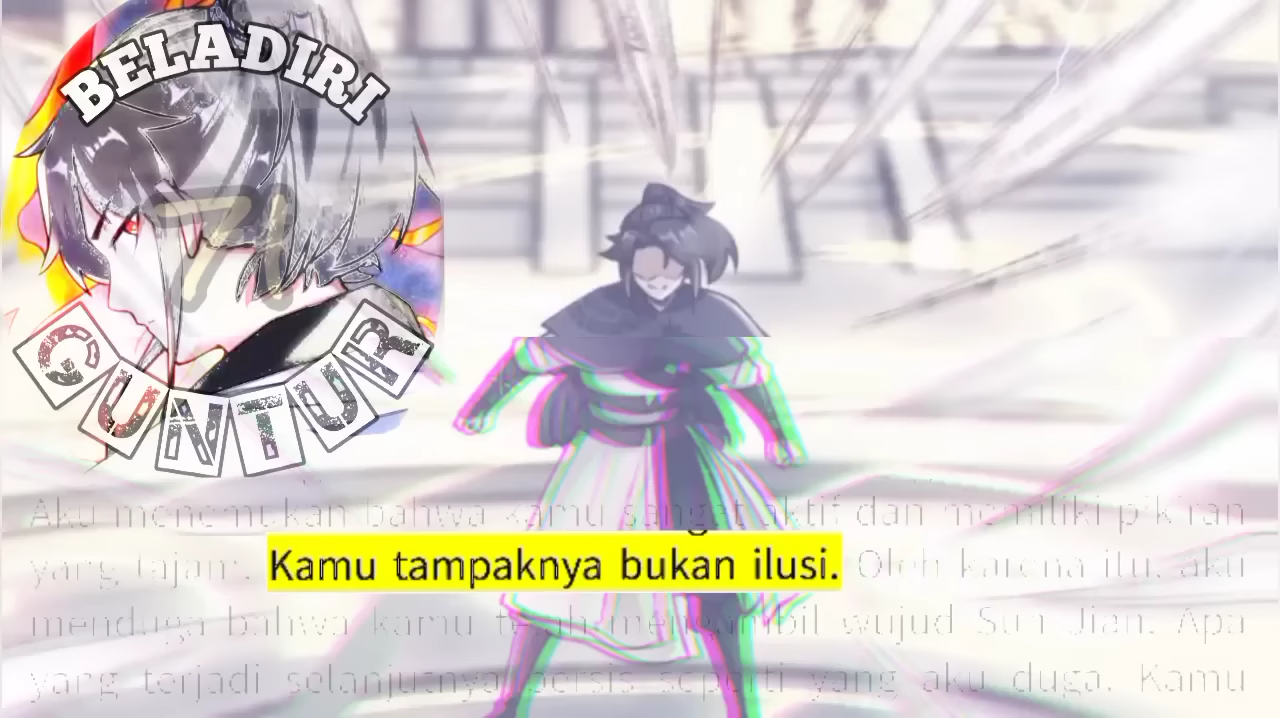 BELADIRI
GUNTUR
Aku menemukan bahwa kamu sangat aktif dan memiliki pikiran
yang tajam. Kamu tampaknya bukan ilusi. Oleh karena itu, aku
menduga bahwa kamu telah mengambil wujud Sun Jian. Apa
yang terjadi selanjutnya persis seperti yang aku duga. Kamu